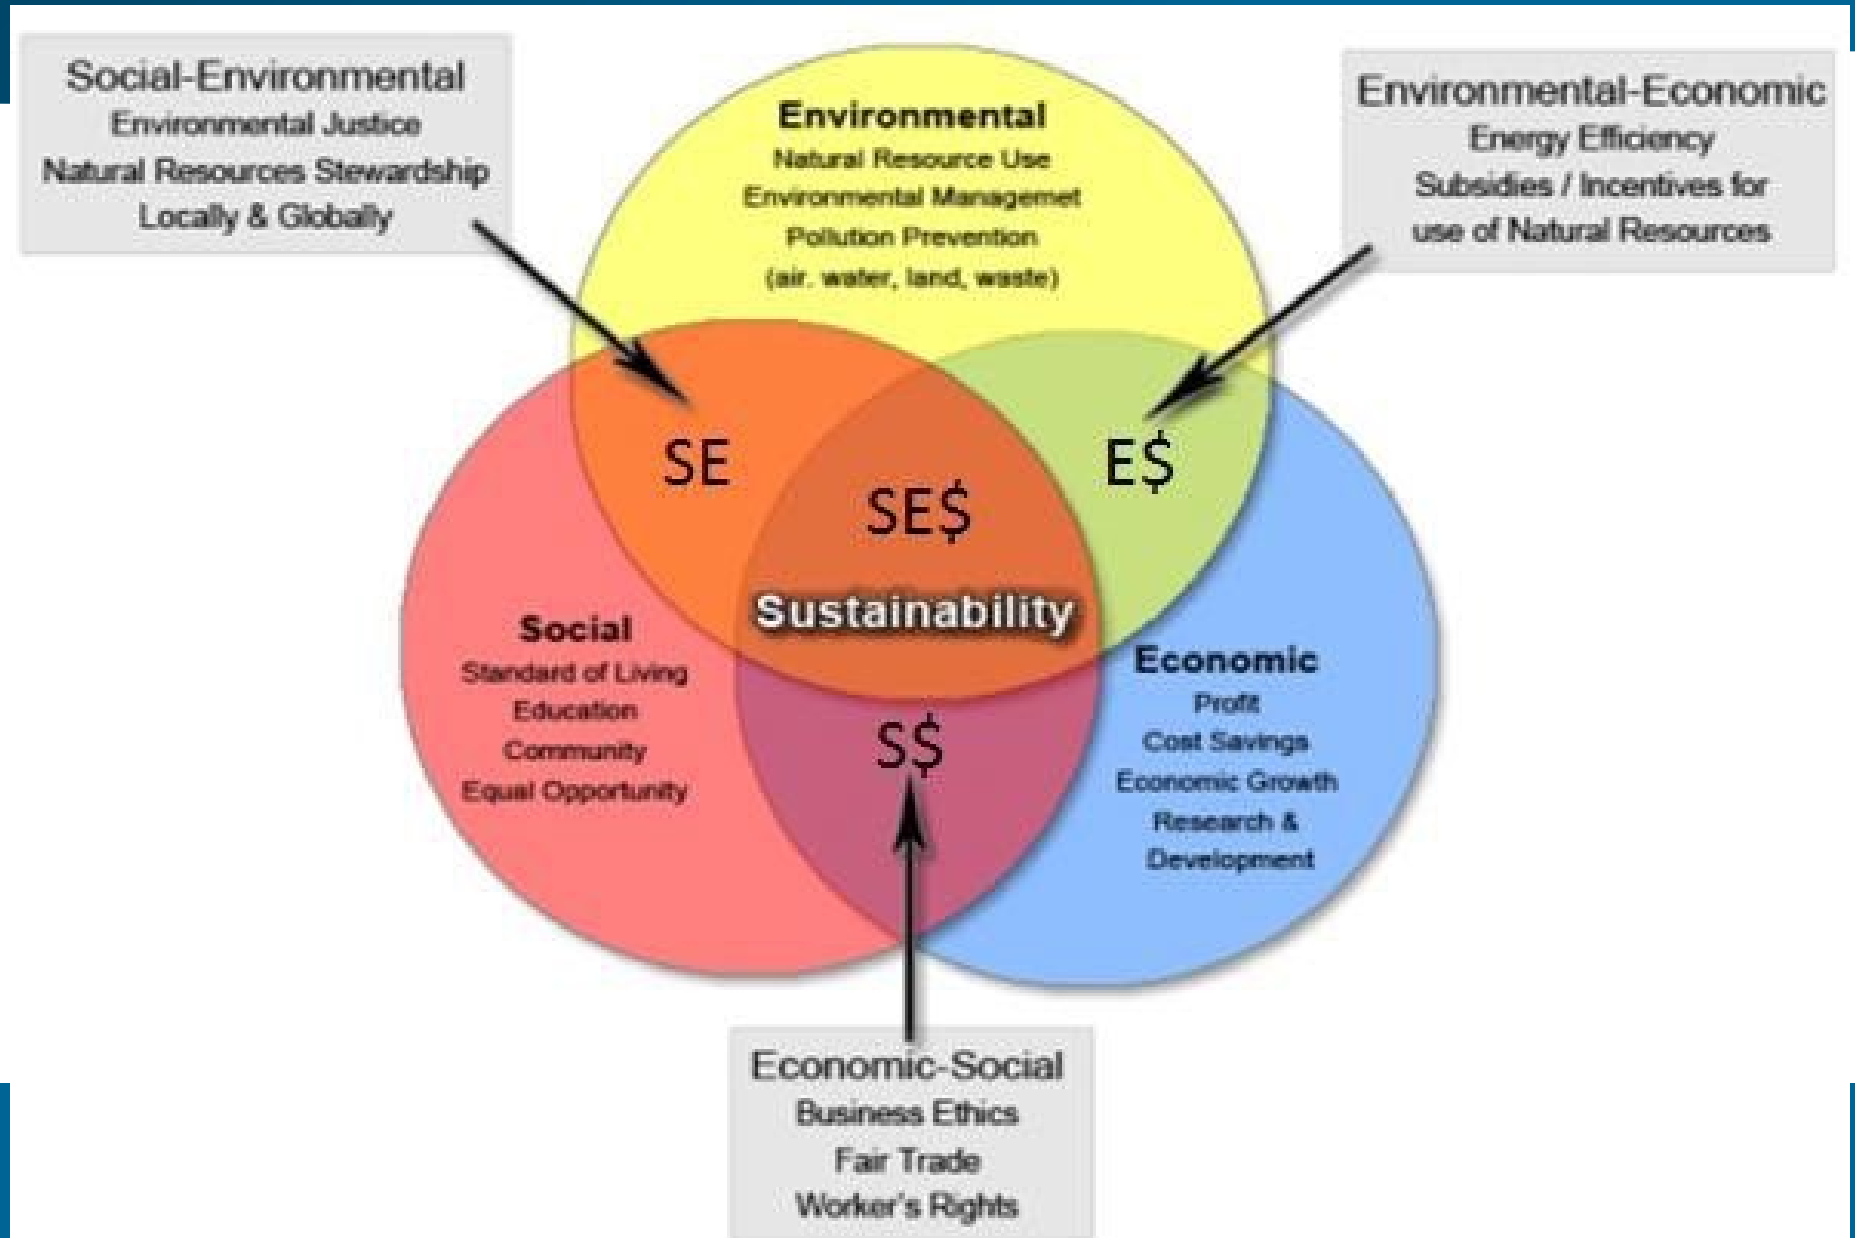 Social-Environmental
Environmental Justice
Natural Resources Stewardship
Locally & Globally
Environmental
Natural Resource Use
Environmental Managemet
Pollution Prevention
(air. water, land, waste)
Environmental-Economic
Energy Efficiency
Subsidies / Incentives for
use of Natural Resources
SE
SE$
E$
Sustainability
Social
Standard of Living
Education
Community
Equal Opportunity
S$
Economic
Profit
Cost Savings
Economic Growth
Research &
Development
Economic-Social
Business Ethics
Fair Trade
Worker's Rights